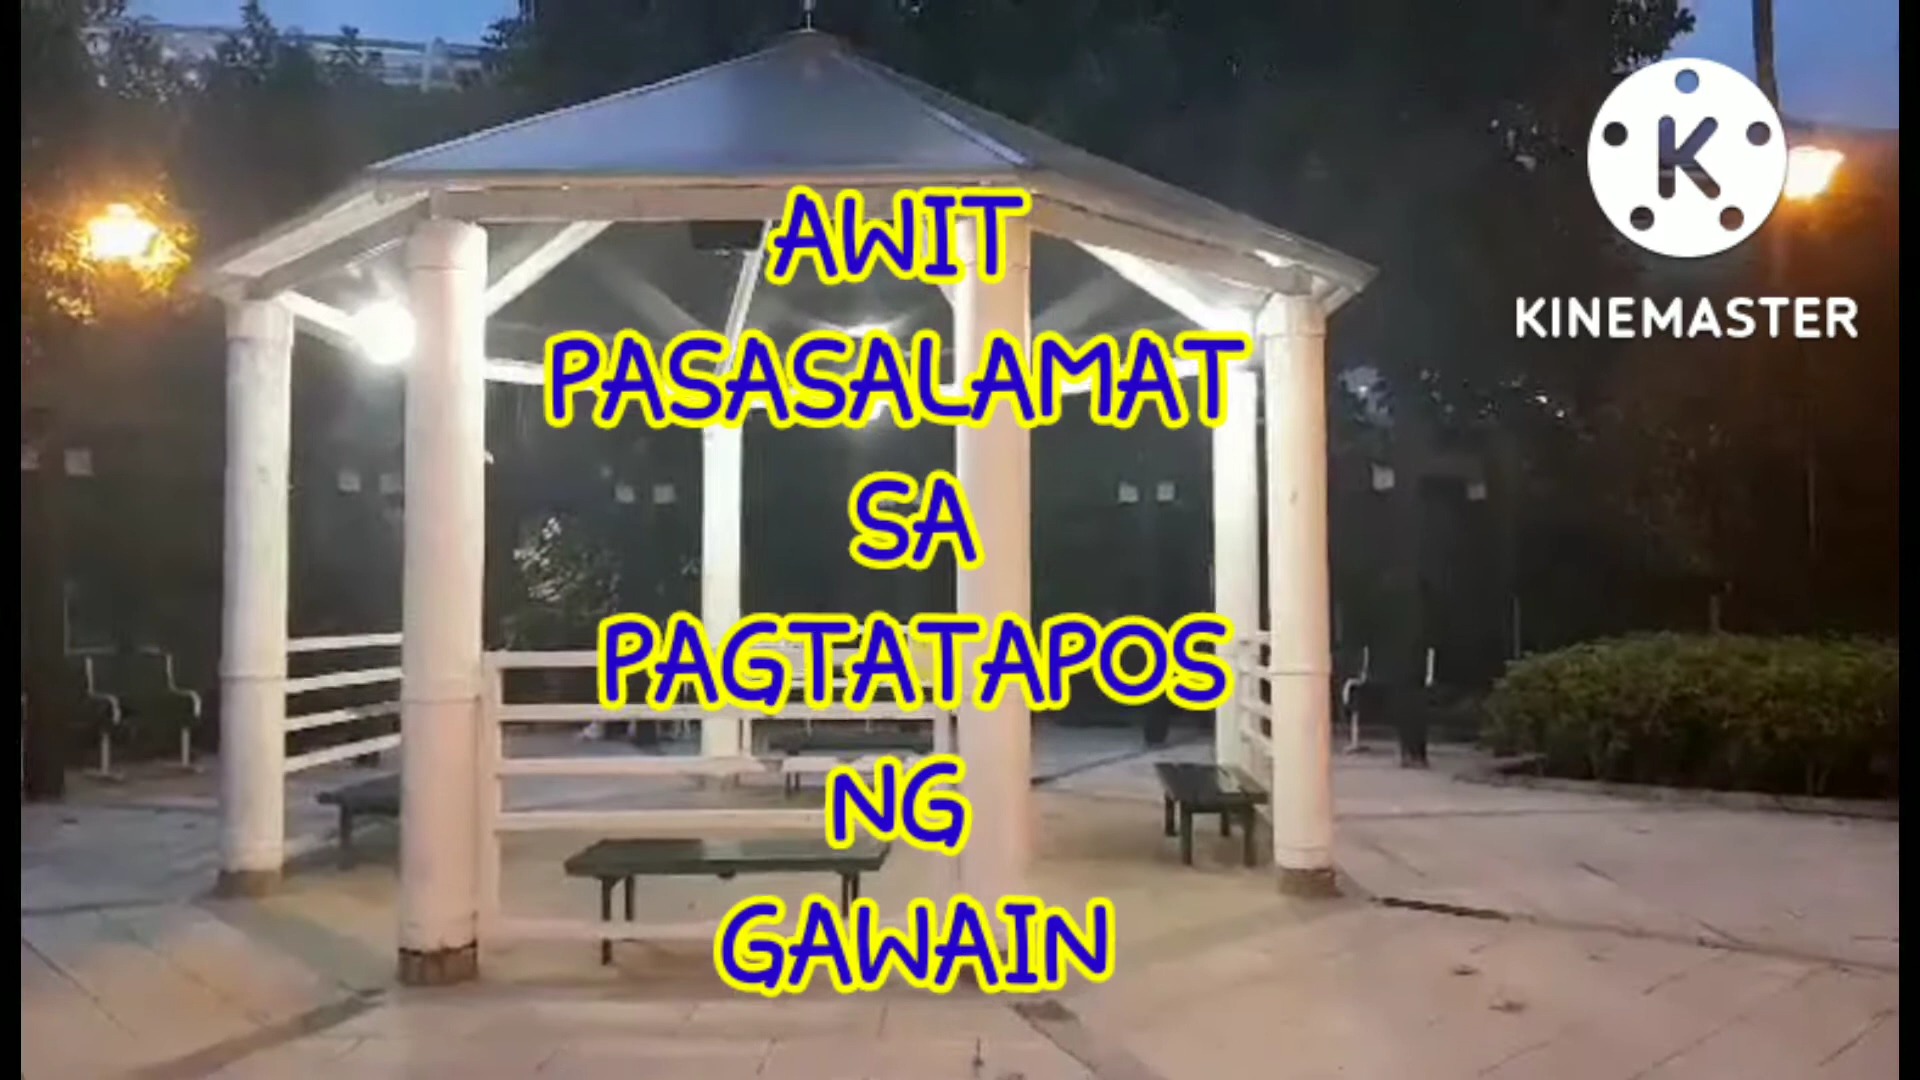 AWIT
PASASALAMAT
SA
PAGTATAPOS
NG
GAWAIN
K
KINEMASTER